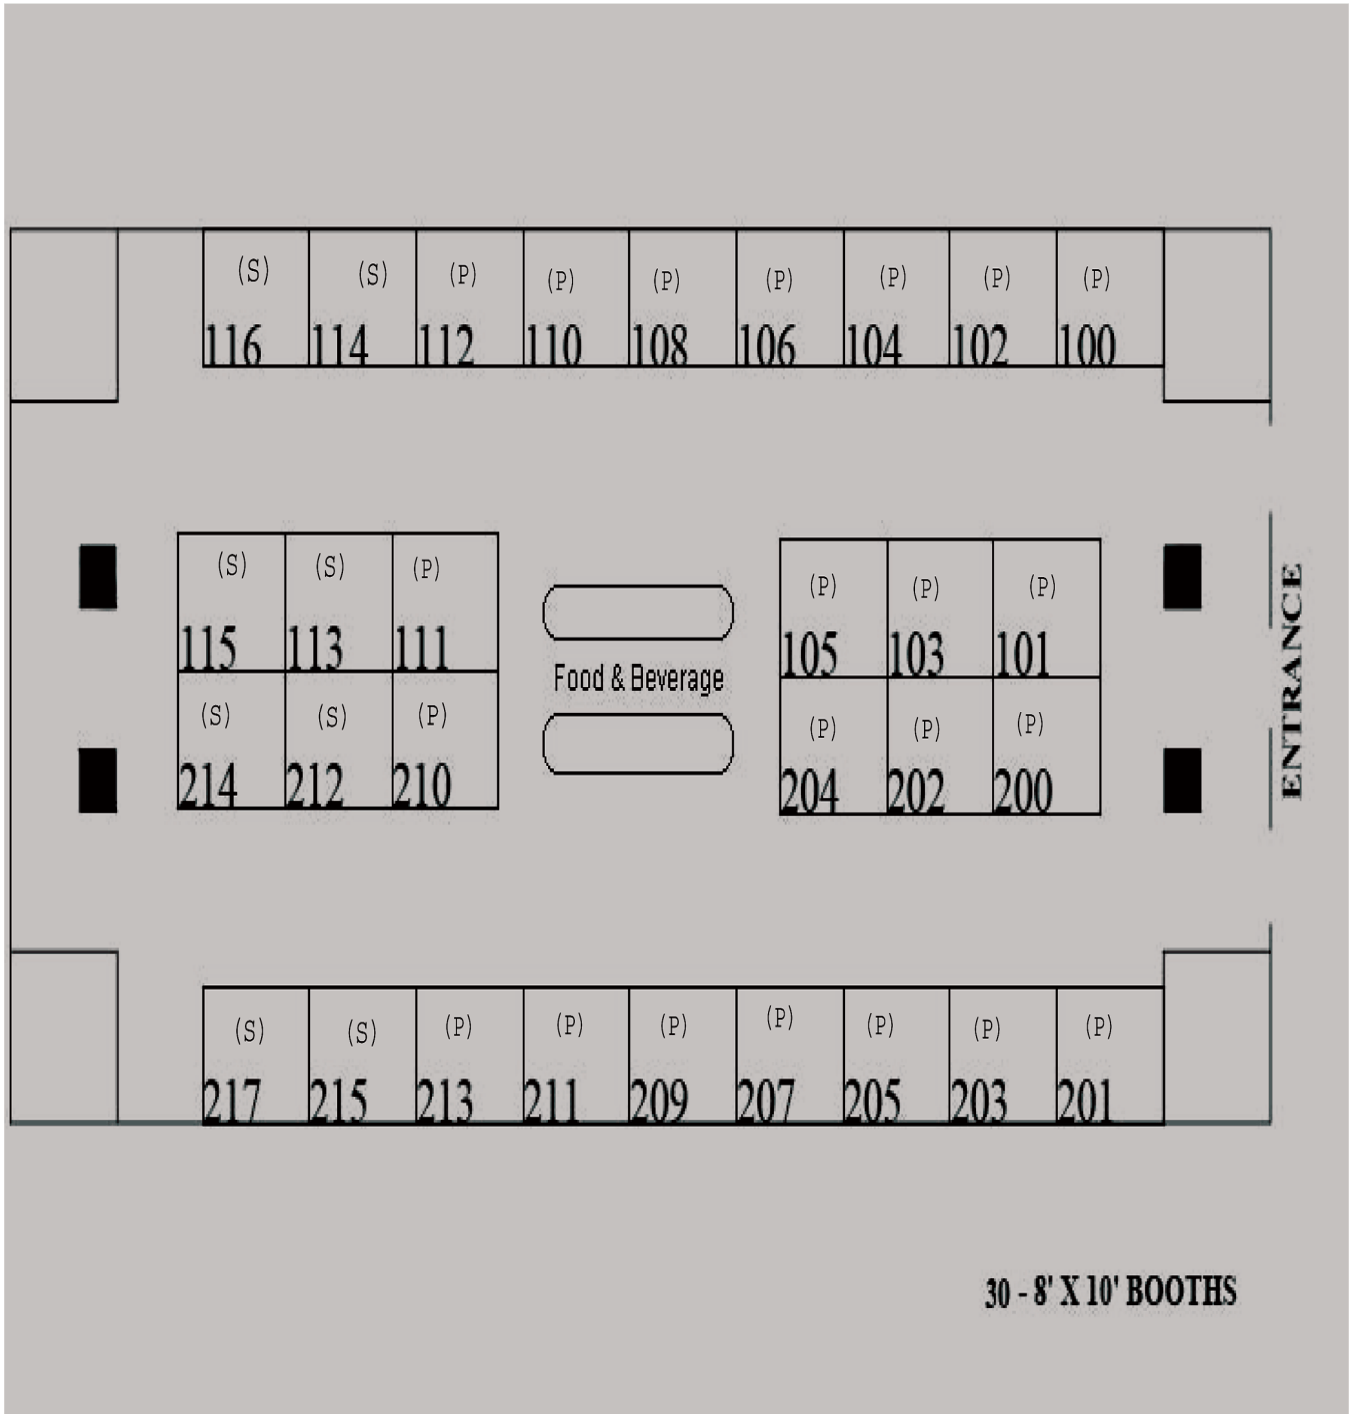 (S) (S) (P) (P) (P) (P) (P) (P) (P)
116 114 112 110 108 106 104 102 100
(S) (S) (P)
115 113 111
(S) (S) (P)
214 212 210
Food & Beverage
(P) (P) (P)
105 103 101
(P) (P) (P)
204 202 200
ENTRANCE
(S) (S) (P) (P) (P) (P) (P) (P) (P)
217 215 213 211 209 207 205 203 201
30 - 8' X 10' BOOTHS